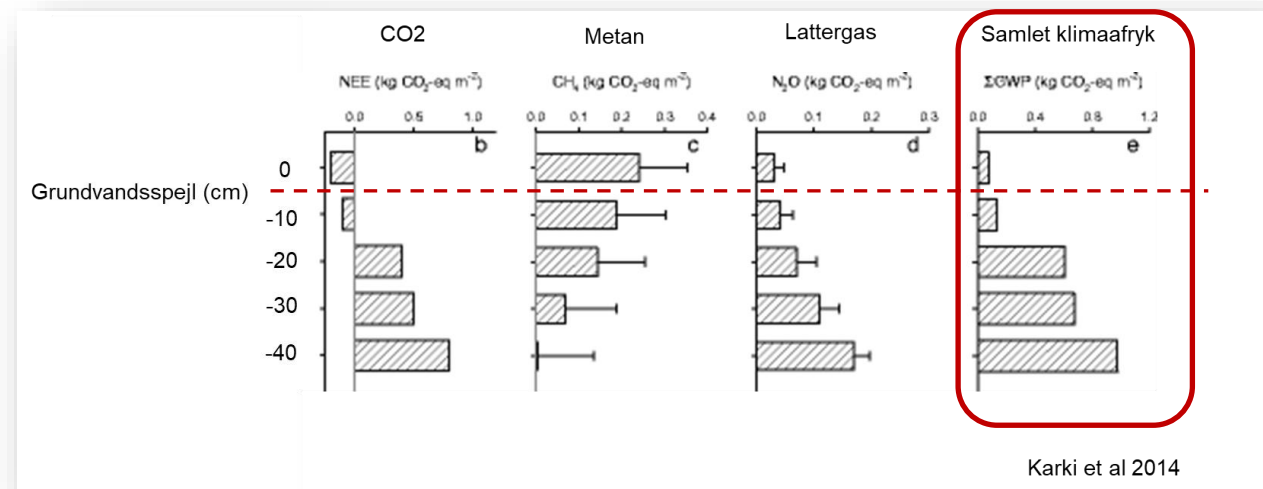 CO2
Metan
Lattergas
Samlet klimaafryk
NEE (kg CO₂-eq m⁻²)
CH₄ (kg CO₂-eq m⁻²)
N₂O (kg CO₂-eq m⁻²)
ΣGWP (kg CO₂-eq m⁻²)
0.0 0.5 1.0
0.0 0.1 0.2 0.3 0.4
0.0 0.1 0.2 0.3
0.0 0.4 0.8 1.2
b
c
d
e
Grundvandsspejl (cm)
0
-10
-20
-30
-40
Karki et al 2014